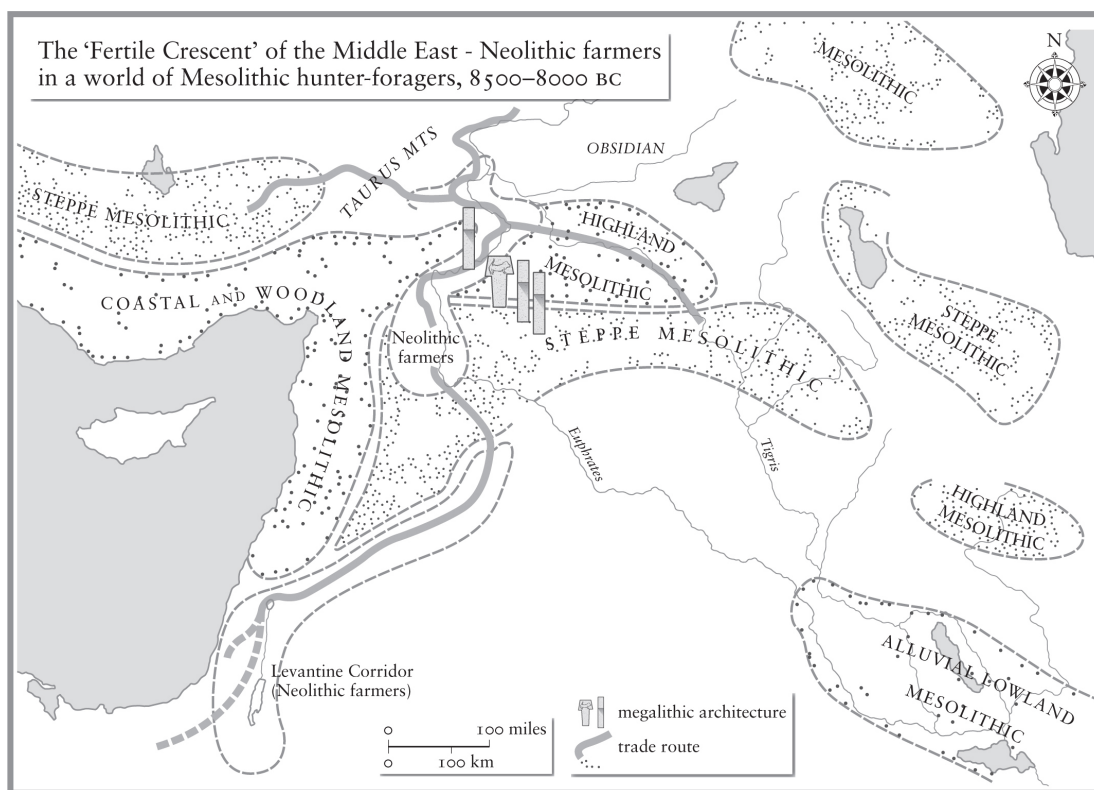 The ‘Fertile Crescent’ of the Middle East - Neolithic farmers
in a world of Mesolithic hunter-foragers, 8500–8000 BC
N
MESOLITHIC
OBSIDIAN
TAURUS MTS
STEPPE MESOLITHIC
HIGHLAND
MESOLITHIC
COASTAL AND WOODLAND MESOLITHIC
Neolithic
farmers
STEPPE MESOLITHIC
STEPPE
MESOLITHIC
Euphrates
Tigris
HIGHLAND
MESOLITHIC
ALLUVIAL LOWLAND
MESOLITHIC
Levantine Corridor
(Neolithic farmers)
0 100 miles
0 100 km
megalithic architecture
trade route